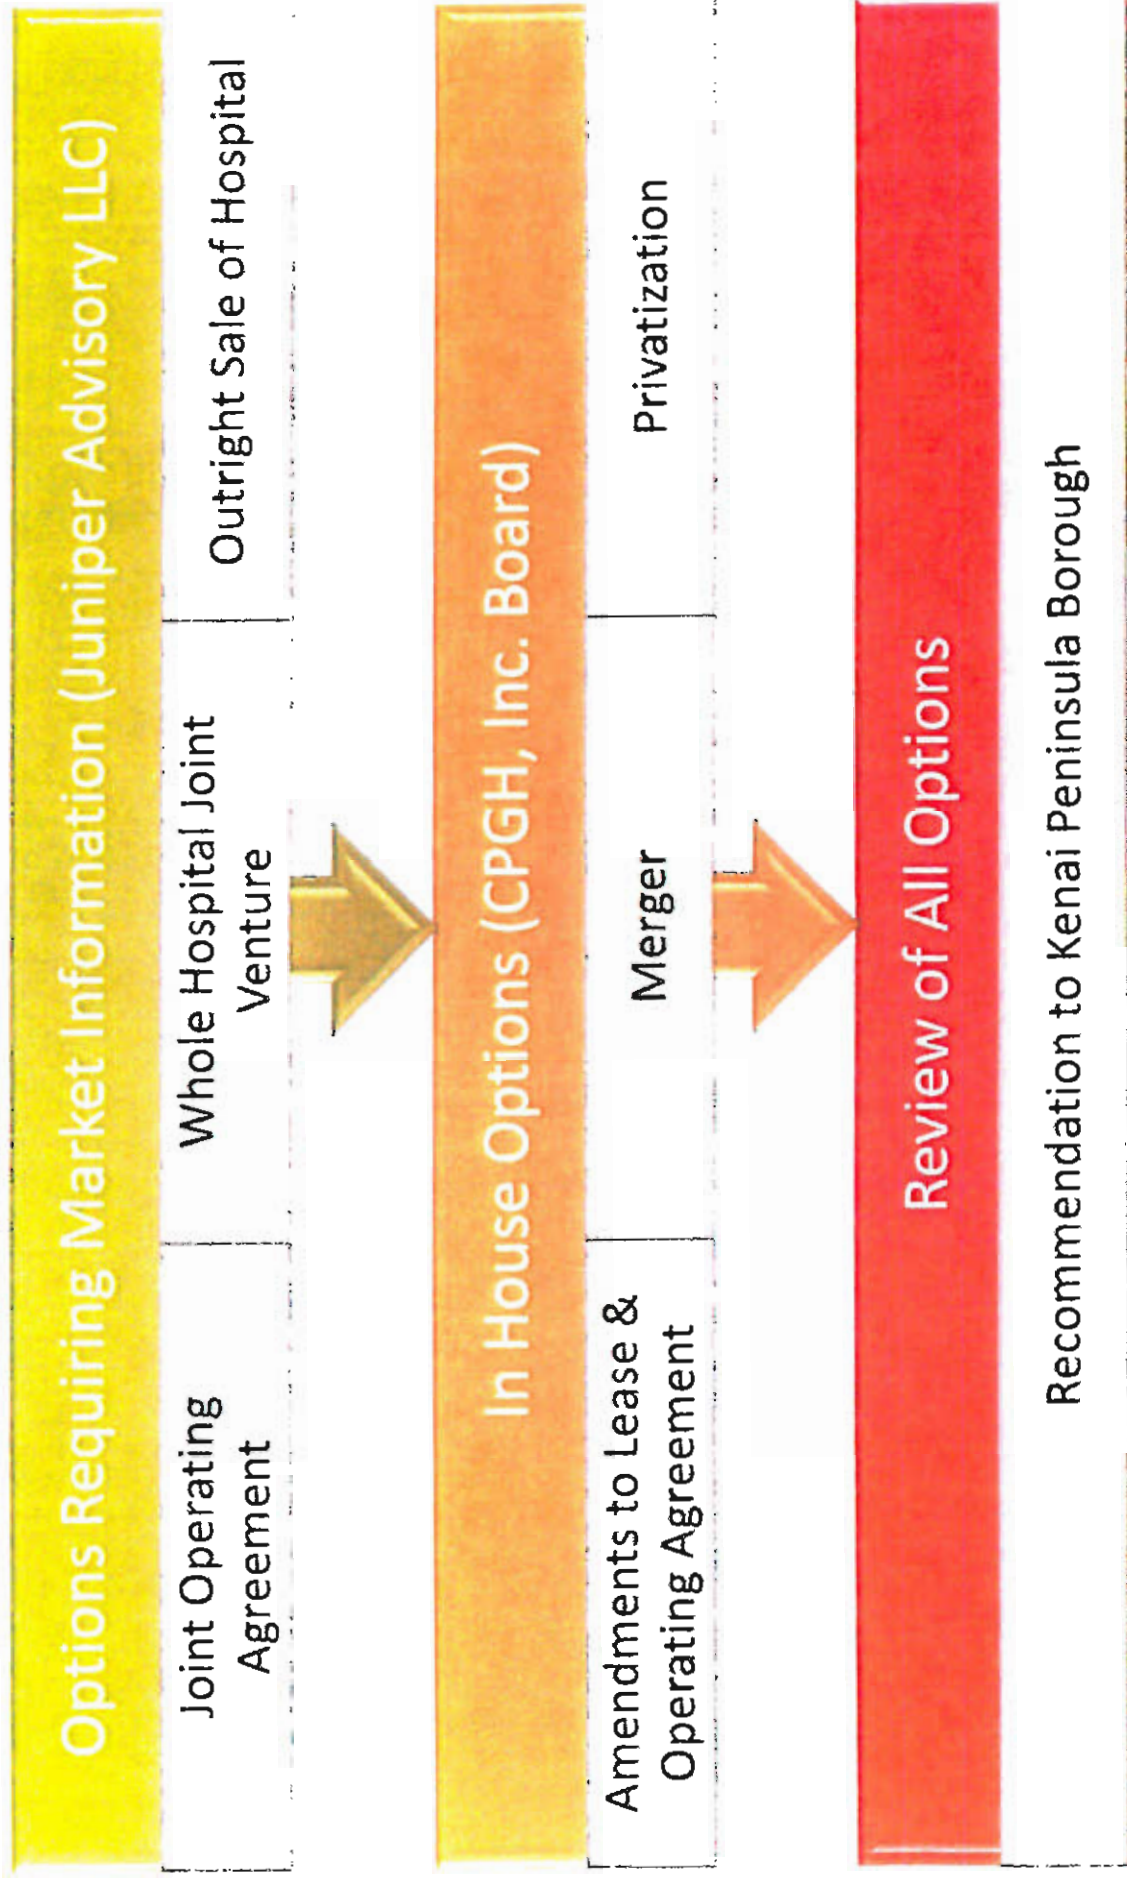 Options Requiring Market Information (Juniper Advisory LLC)
Joint Operating
Agreement
Whole Hospital Joint
Venture
Outright Sale of Hospital
In House Options (CPGH, Inc. Board)
Amendments to Lease &
Operating Agreement
Merger
Privatization
Review of All Options
Recommendation to Kenai Peninsula Borough